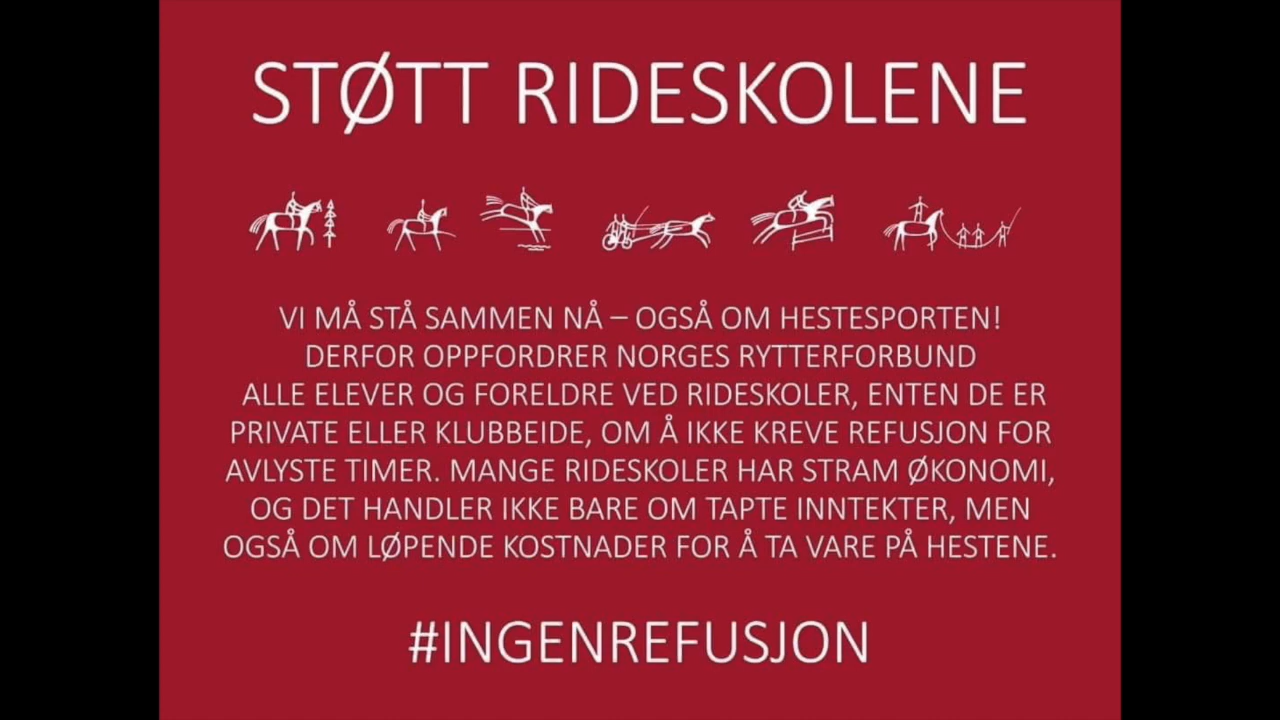 STØTT RIDESKOLENE
VI MÅ STÅ SAMMEN NÅ – OGSÅ OM HESTESPORTEN!
DERFOR OPPFORDRER NORGES RYTTERFORBUND
ALLE ELEVER OG FORELDRE VED RIDESKOLER, ENTEN DE ER
PRIVATE ELLER KLUBBEIDE, OM Å IKKE KREVE REFUSJON FOR
AVLYSTE TIMER. MANGE RIDESKOLER HAR STRAM ØKONOMI,
OG DET HANDLER IKKE BARE OM TAPTE INNTEKTER, MEN
OGSÅ OM LØPENDE KOSTNADER FOR Å TA VARE PÅ HESTENE.
#INGENREFUSJON